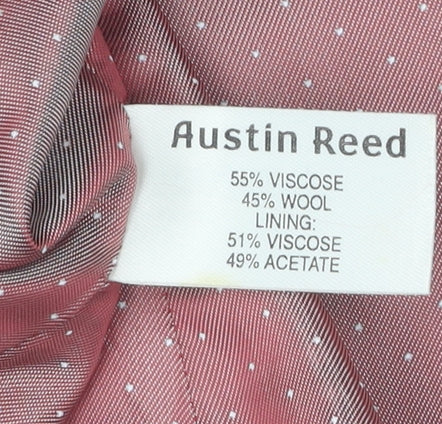 Austin Reed
55% VISCOSE
45% WOOL
LINING:
51% VISCOSE
49% ACETATE